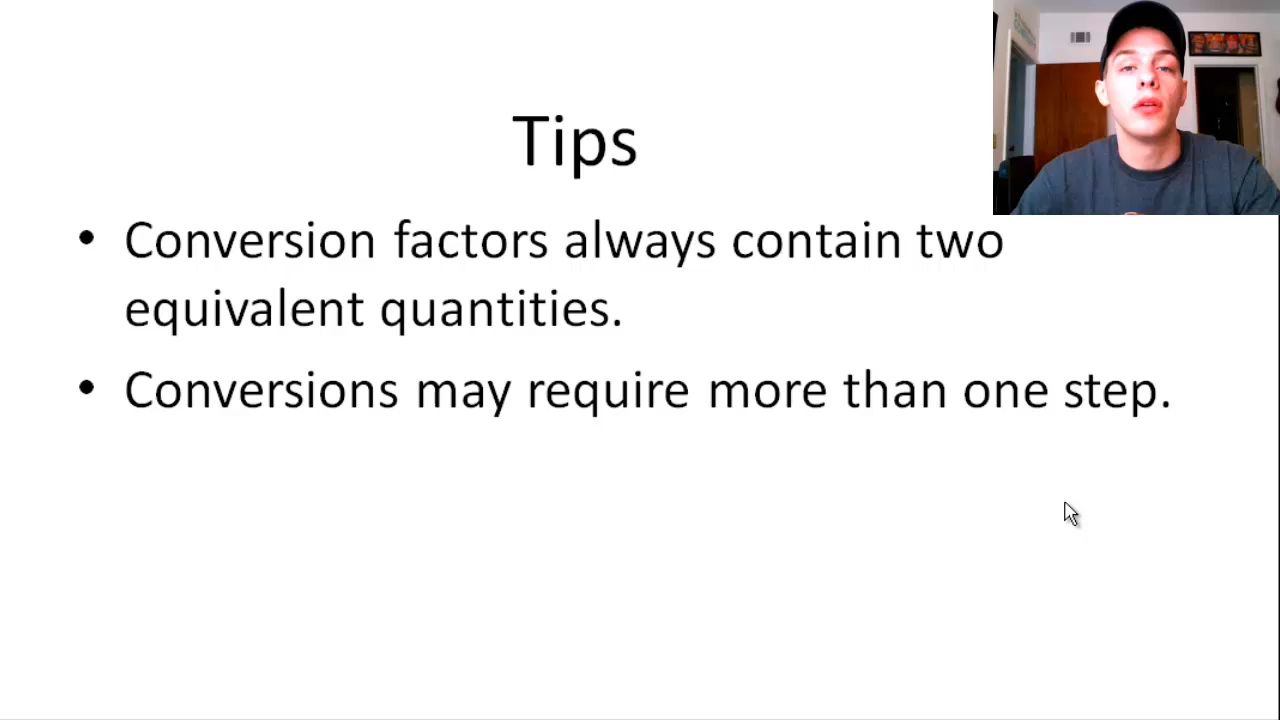 Tips
• Conversion factors always contain two
equivalent quantities.
• Conversions may require more than one step.